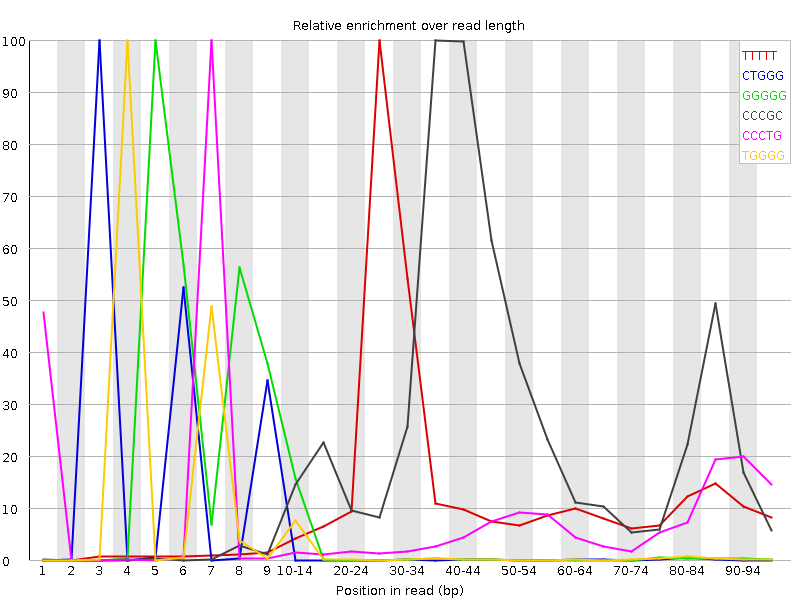 Relative enrichment over read length
100
90
80
70
60
50
40
30
20
10
0
TTTTT
CTGGG
GGGGG
CCCGC
CCCTG
TGGGG
1 2 3 4 5 6 7 8 9 10-14 20-24 30-34 40-44 50-54 60-64 70-74 80-84 90-94
Position in read (bp)